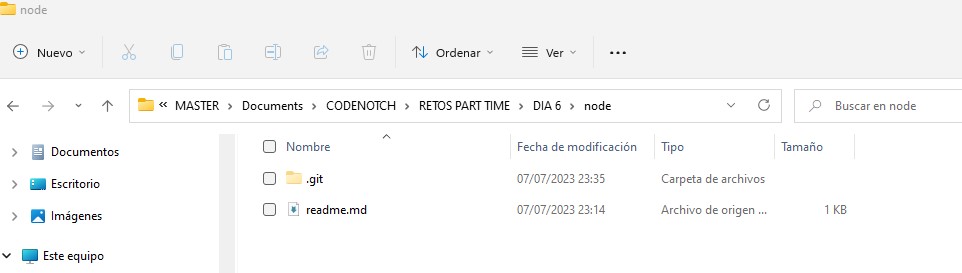 node
Nuevo Ordenar Ver
MASTER Documents CODENOTCH RETOS PART TIME DIA 6 node Buscar en node
Documentos
Escritorio
Imágenes
Este equipo
Nombre Fecha de modificación Tipo Tamaño
.git 07/07/2023 23:35 Carpeta de archivos
readme.md 07/07/2023 23:14 Archivo de origen ... 1 KB